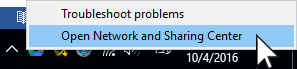 Troubleshoot problems
Open Network and Sharing Center
10/4/2016